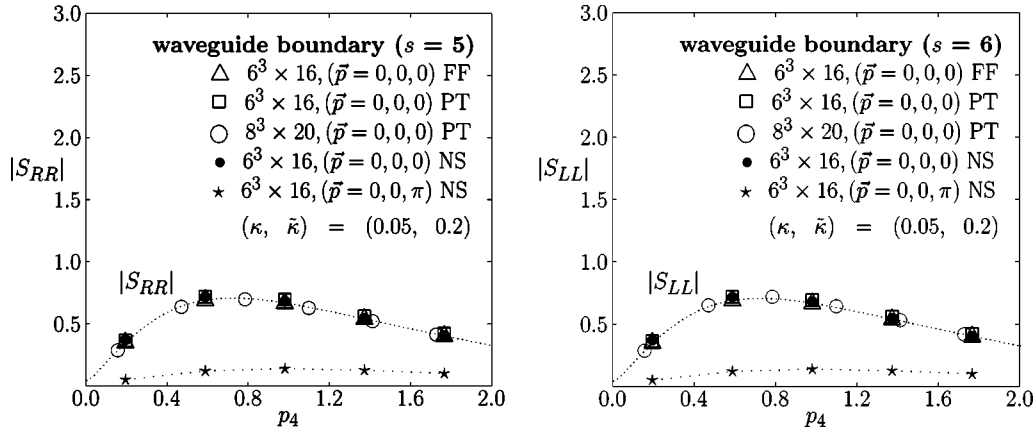 3.0
waveguide boundary (s = 5)
2.5
△ 6³ × 16, (p⃗ = 0, 0, 0) FF
□ 6³ × 16, (p⃗ = 0, 0, 0) PT
2.0
○ 8³ × 20, (p⃗ = 0, 0, 0) PT
|S_RR|
● 6³ × 16, (p⃗ = 0, 0, 0) NS
1.5
★ 6³ × 16, (p⃗ = 0, 0, π) NS
(κ, κ̃) = (0.05, 0.2)
1.0
|S_RR|
0.5
0.0 0.4 0.8 1.2 1.6 2.0
p₄
3.0
waveguide boundary (s = 6)
2.5
△ 6³ × 16, (p⃗ = 0, 0, 0) FF
□ 6³ × 16, (p⃗ = 0, 0, 0) PT
2.0
○ 8³ × 20, (p⃗ = 0, 0, 0) PT
|S_LL|
● 6³ × 16, (p⃗ = 0, 0, 0) NS
1.5
★ 6³ × 16, (p⃗ = 0, 0, π) NS
(κ, κ̃) = (0.05, 0.2)
1.0
|S_LL|
0.5
0.0 0.4 0.8 1.2 1.6 2.0
p₄